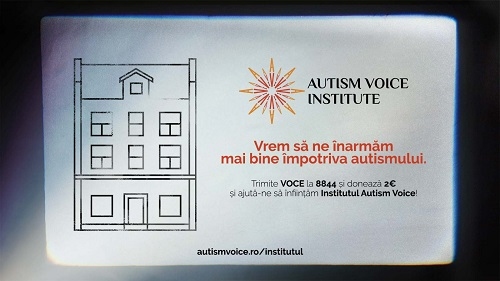 AUTISM VOICE
INSTITUTE
Vrem să ne înarmăm
mai bine împotriva autismului.
Trimite VOCE la 8844 și donează 2€
și ajută-ne să înființăm Institutul Autism Voice!
autismvoice.ro/institutul